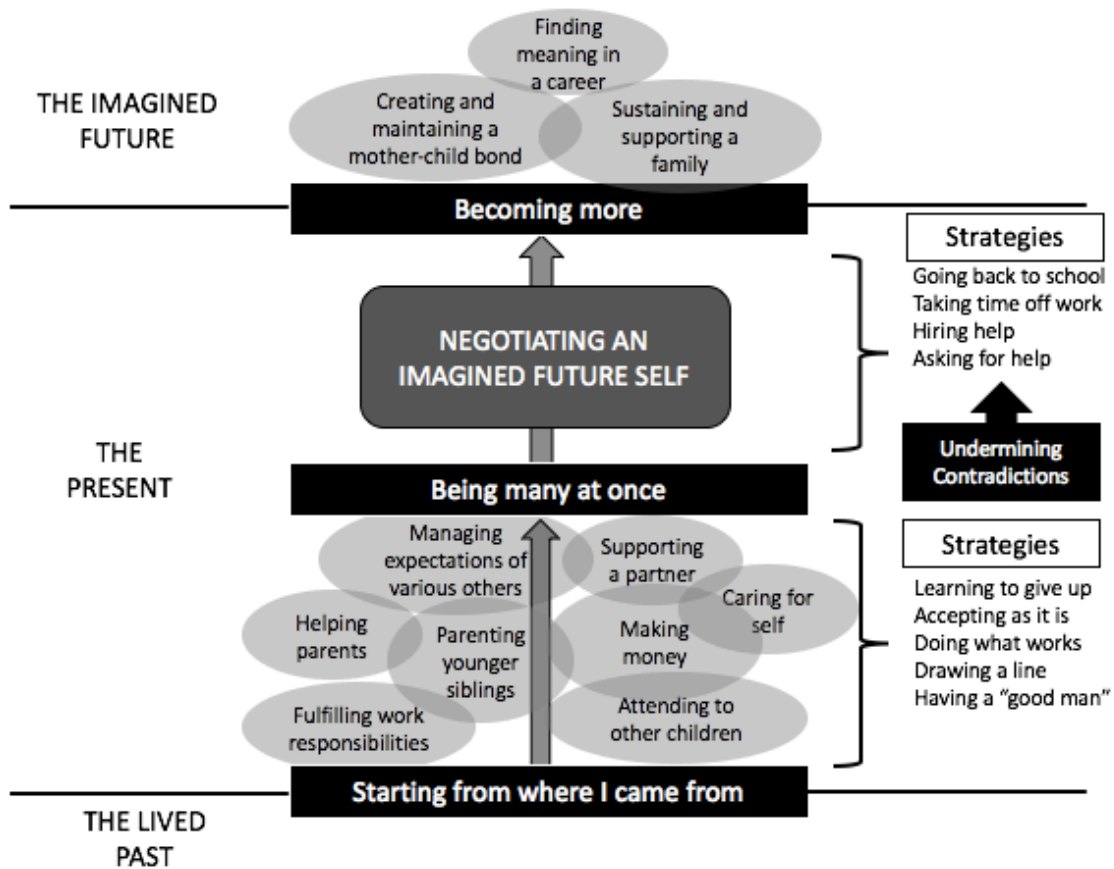 Finding
meaning in
a career
THE IMAGINED
FUTURE
Creating and
maintaining a
mother-child bond
Sustaining and
supporting a
family
Becoming more
Strategies
Going back to school
Taking time off work
Hiring help
Asking for help
NEGOTIATING AN
IMAGINED FUTURE SELF
THE
PRESENT
Undermining
Contradictions
Being many at once
Managing
expectations of
various others
Supporting
a partner
Caring for
self
Helping
parents
Parenting
younger
siblings
Making
money
Fulfilling work
responsibilities
Attending to
other children
Strategies
Learning to give up
Accepting as it is
Doing what works
Drawing a line
Having a “good man”
Starting from where I came from
THE LIVED
PAST